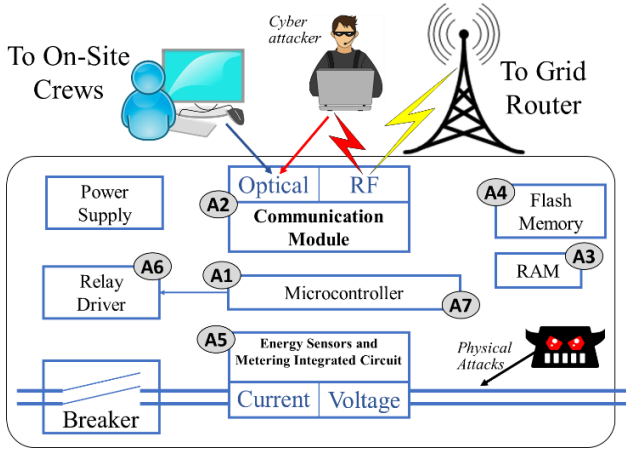 Cyber
attacker
To On-Site
Crews
To Grid
Router
Optical
RF
A2
Communication
Module
Power
Supply
A4
Flash
Memory
A3
RAM
A6
Relay
Driver
A1
Microcontroller
A7
A5
Energy Sensors and
Metering Integrated Circuit
Current
Voltage
Physical
Attacks
Breaker